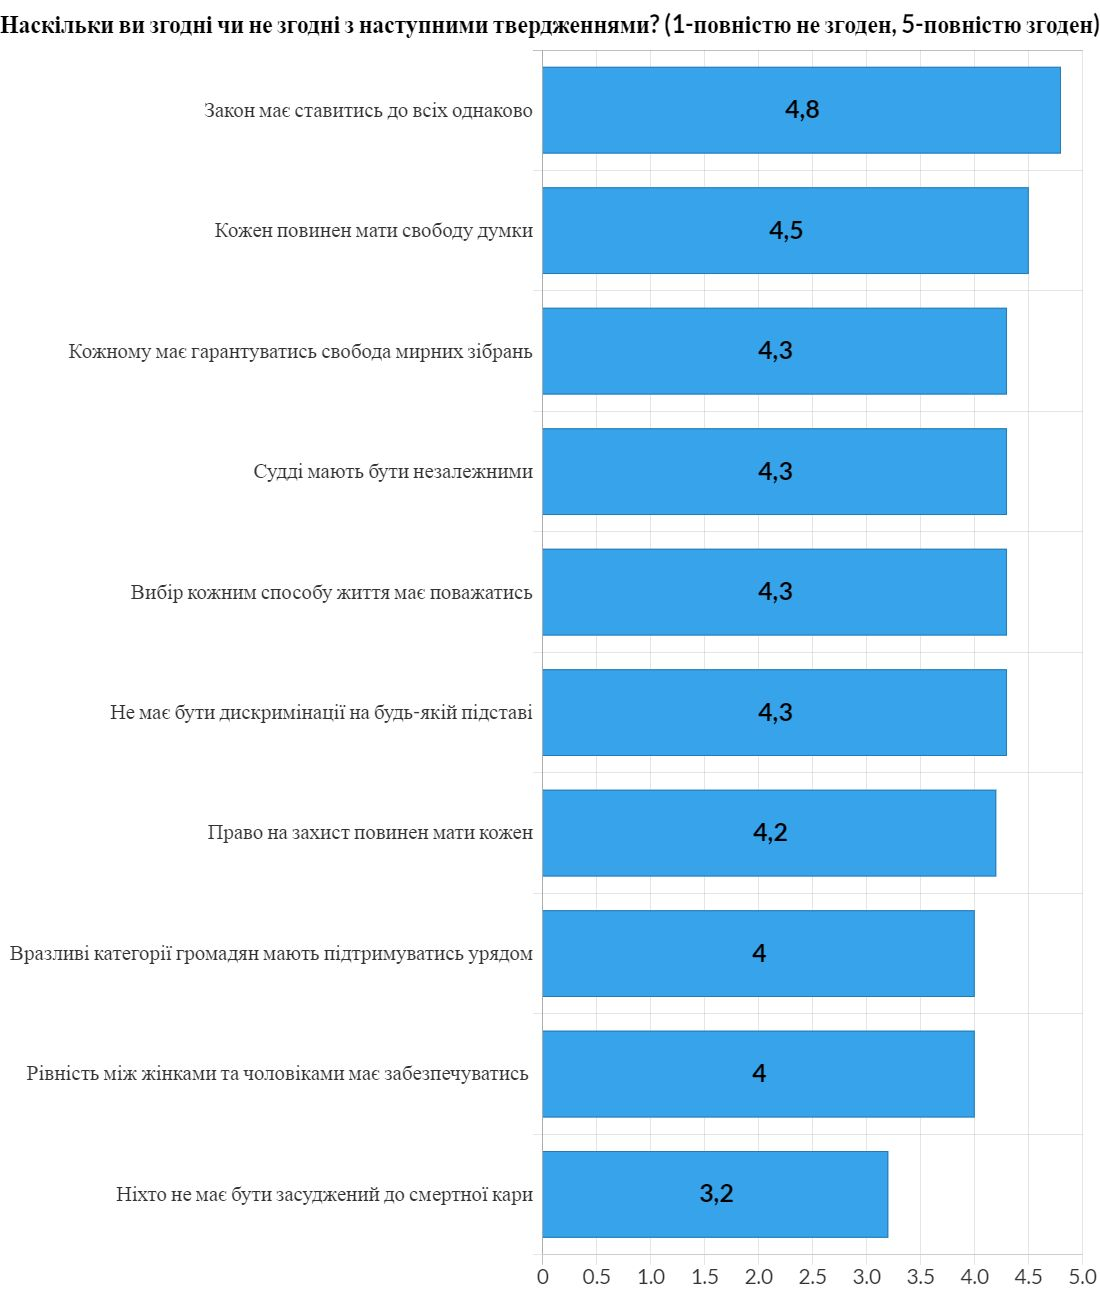 Наскільки ви згодні чи не згодні з наступними твердженнями? (1-повністю не згоден, 5-повністю згоден)
Закон має ставитись до всіх однаково 4,8
Кожен повинен мати свободу думки 4,5
Кожному має гарантуватись свобода мирних зібрань 4,3
Судді мають бути незалежними 4,3
Вибір кожним способу життя має поважатись 4,3
Не має бути дискримінації на будь-якій підставі 4,3
Право на захист повинен мати кожен 4,2
Вразливі категорії громадян мають підтримуватись урядом 4
Рівність між жінками та чоловіками має забезпечуватись 4
Ніхто не має бути засуджений до смертної кари 3,2
0 0.5 1.0 1.5 2.0 2.5 3.0 3.5 4.0 4.5 5.0